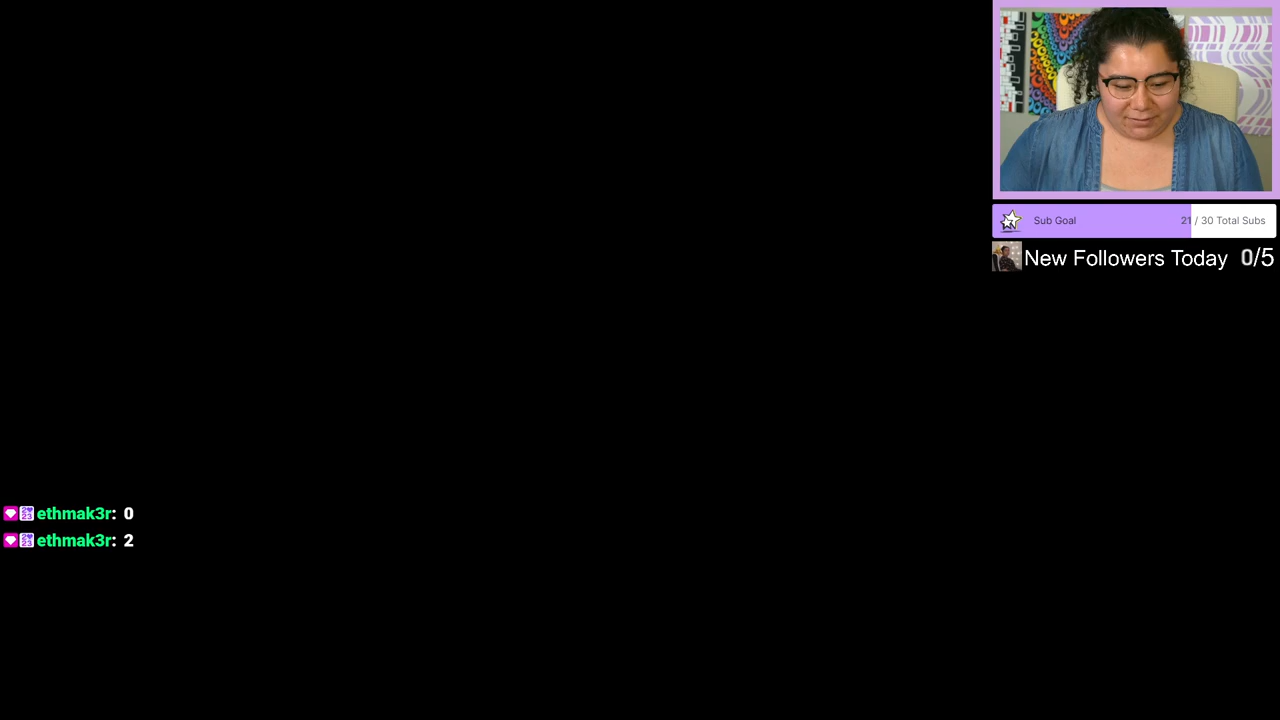 Sub Goal 21 / 30 Total Subs
New Followers Today 0/5
ethmak3r: 0
ethmak3r: 2